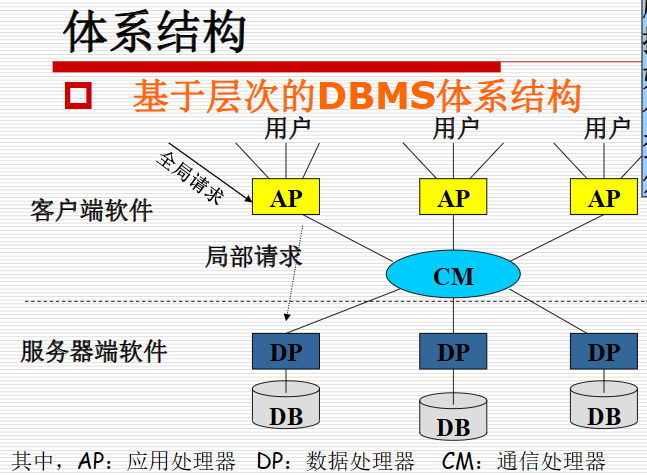 体系结构
基于层次的DBMS体系结构
用户 用户 用户
全局请求
AP AP AP
客户端软件
局部请求
CM
服务器端软件
DP DP DP
DB DB DB
其中，AP：应用处理器 DP：数据处理器 CM：通信处理器